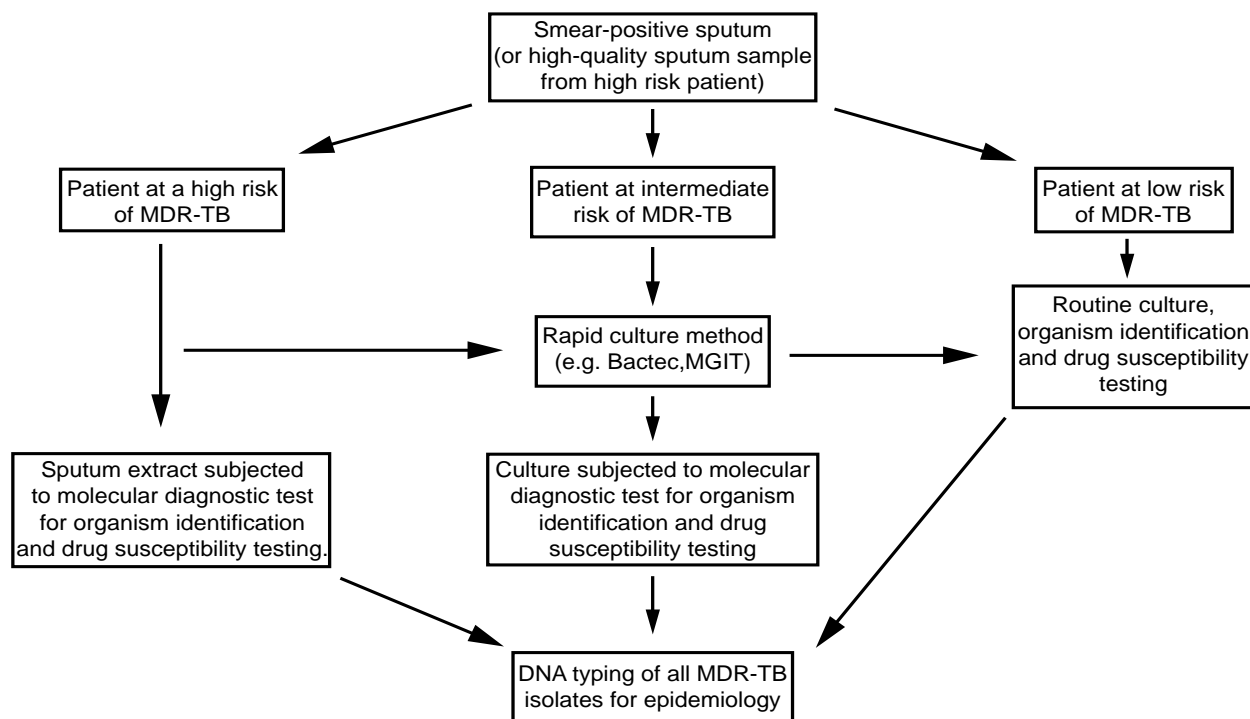 Smear-positive sputum
(or high-quality sputum sample
from high risk patient)
Patient at a high risk
of MDR-TB
Patient at intermediate
risk of MDR-TB
Patient at low risk
of MDR-TB
Rapid culture method
(e.g. Bactec,MGIT)
Routine culture,
organism identification
and drug susceptibility
testing
Sputum extract subjected
to molecular diagnostic test
for organism identification
and drug susceptibility testing.
Culture subjected to molecular
diagnostic test for organism
identification and drug
susceptibility testing
DNA typing of all MDR-TB
isolates for epidemiology